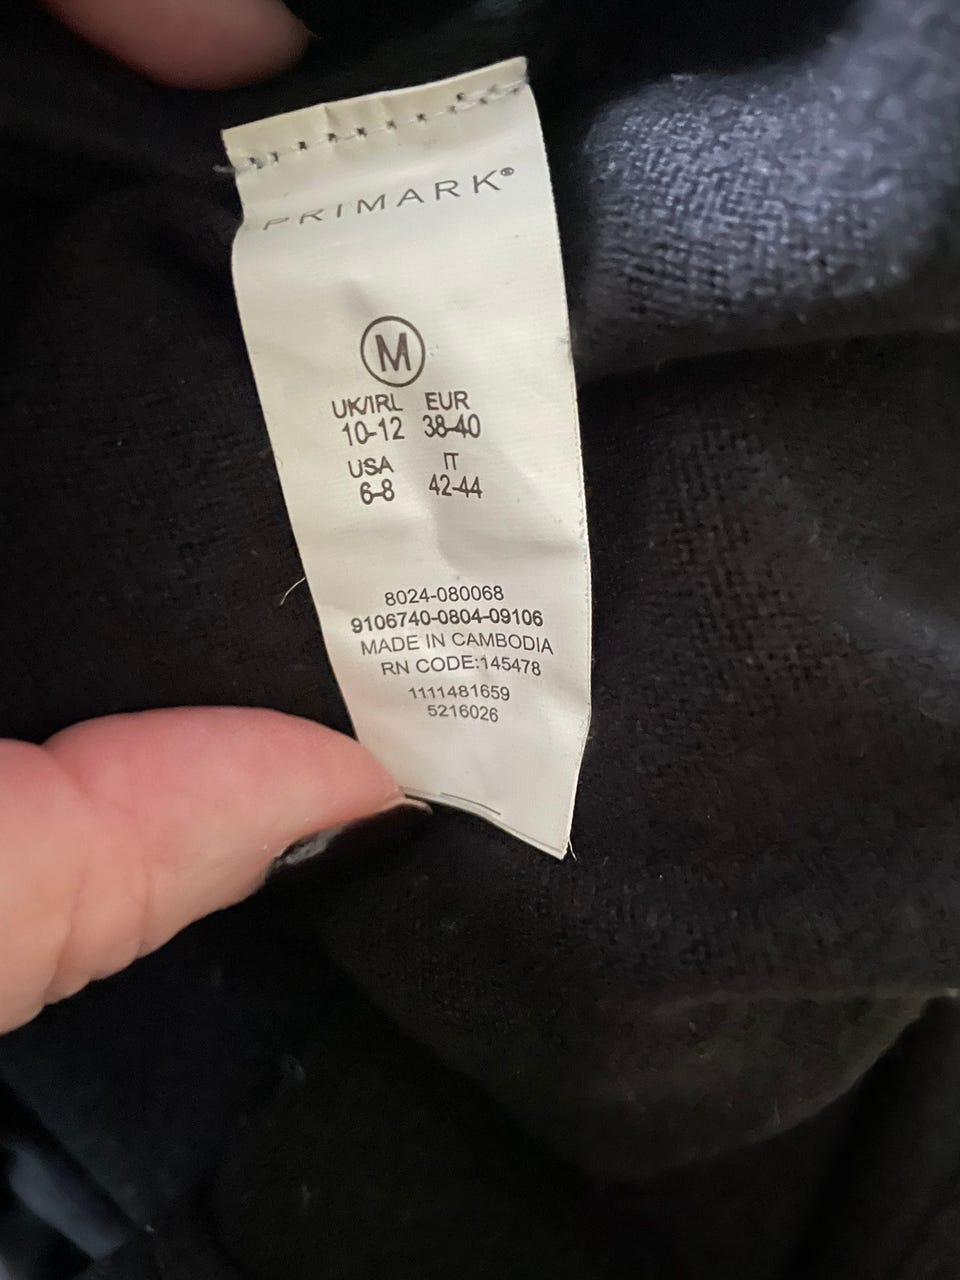 PRIMARK®
M
UK/IRL EUR
10-12 38-40
USA IT
6-8 42-44
8024-080068
9106740-0804-09106
MADE IN CAMBODIA
RN CODE:145478
1111481659
5216026